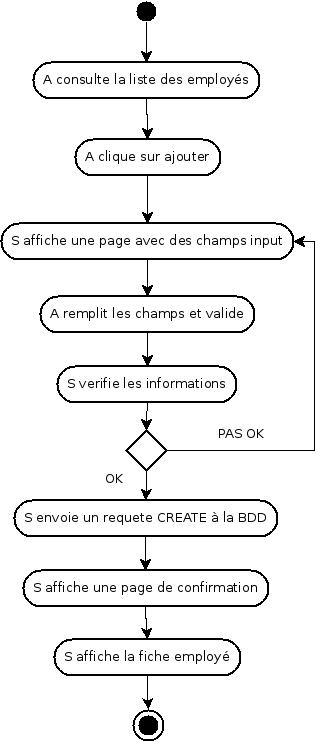 A consulte la liste des employés
A clique sur ajouter
S affiche une page avec des champs input
A remplit les champs et valide
S verifie les informations
PAS OK
OK
S envoie un requete CREATE à la BDD
S affiche une page de confirmation
S affiche la fiche employé